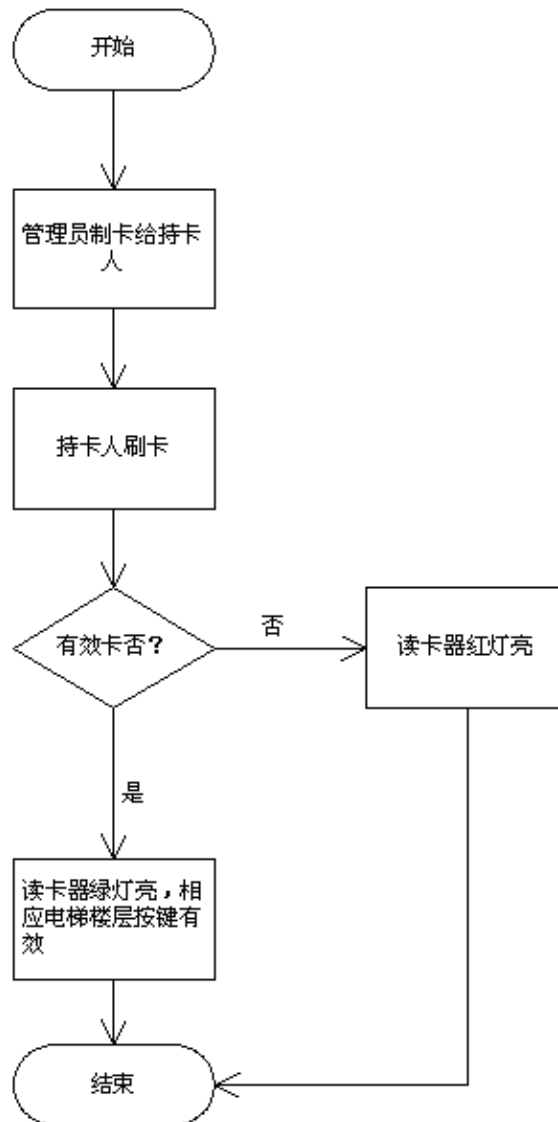 开始
管理员制卡给持卡
人
持卡人刷卡
有效卡否？
否
读卡器红灯亮
是
读卡器绿灯亮，相
应电梯楼层按键有
效
结束